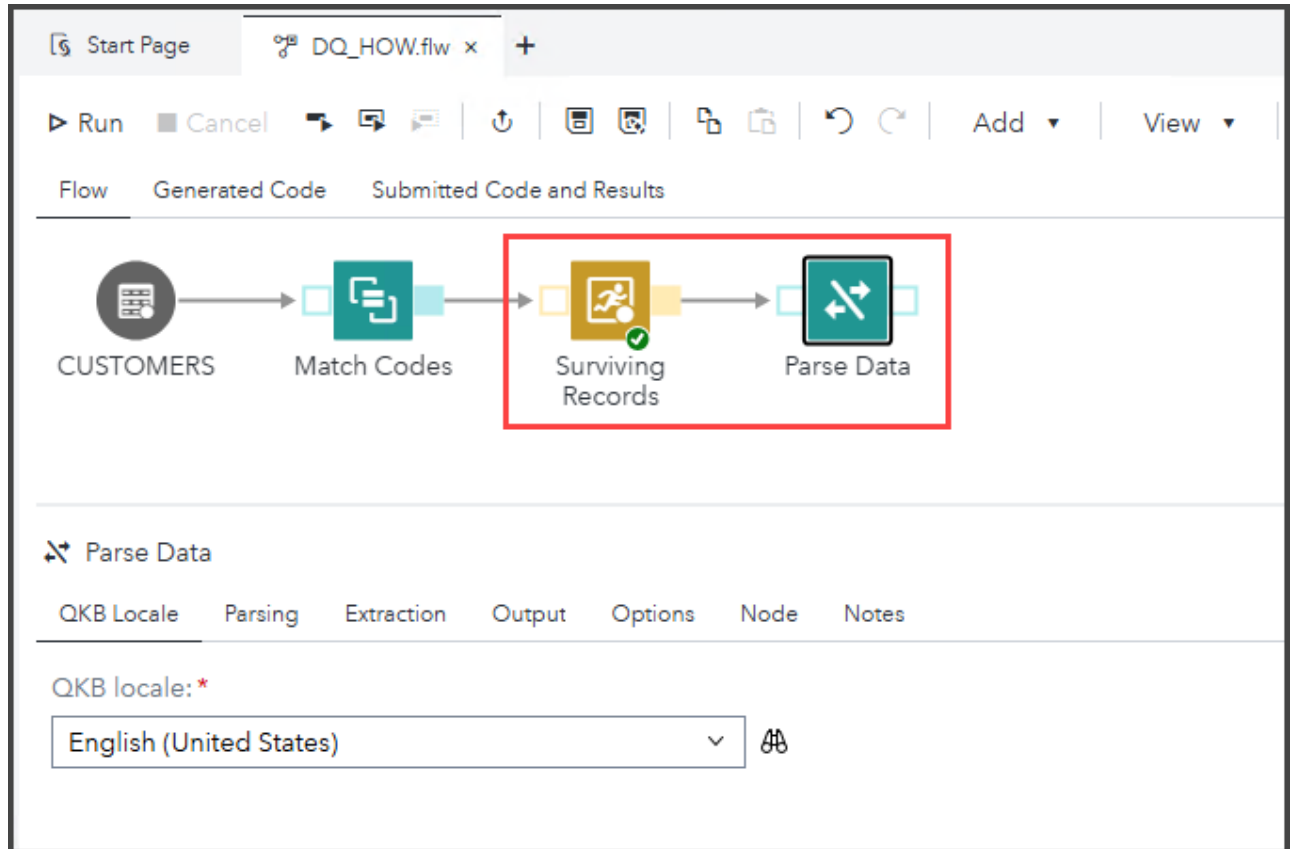 Start Page
DQ_HOW.flw ×
+
Run
Cancel
Add
View
Flow
Generated Code
Submitted Code and Results
CUSTOMERS
Match Codes
Surviving
Records
Parse Data
Parse Data
QKB Locale
Parsing
Extraction
Output
Options
Node
Notes
QKB locale: *
English (United States)